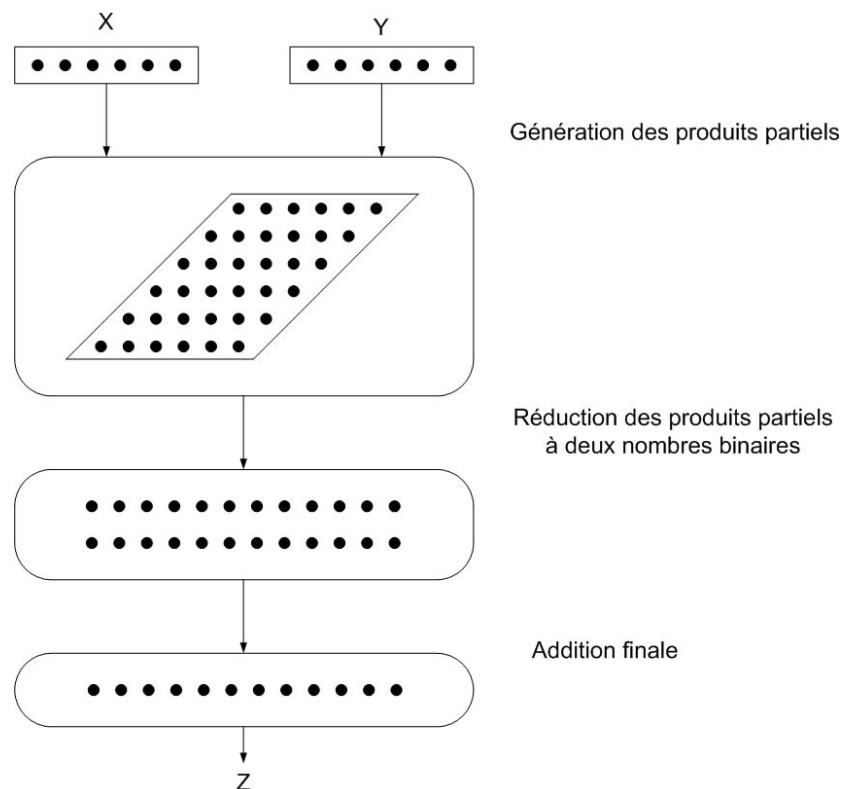 X
Y
Génération des produits partiels
Réduction des produits partiels
à deux nombres binaires
Addition finale
Z